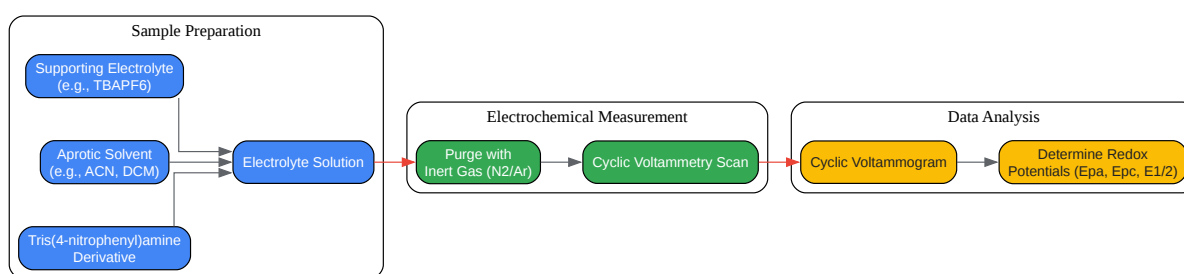 Sample Preparation
Supporting Electrolyte
(e.g., TBAPF6)
Aprotic Solvent
(e.g., ACN, DCM)
Tris(4-nitrophenyl)amine
Derivative
Electrolyte Solution
Electrochemical Measurement
Purge with
Inert Gas (N2/Ar)
Cyclic Voltammetry Scan
Data Analysis
Cyclic Voltammogram
Determine Redox
Potentials (Epa, Epc, E1/2)